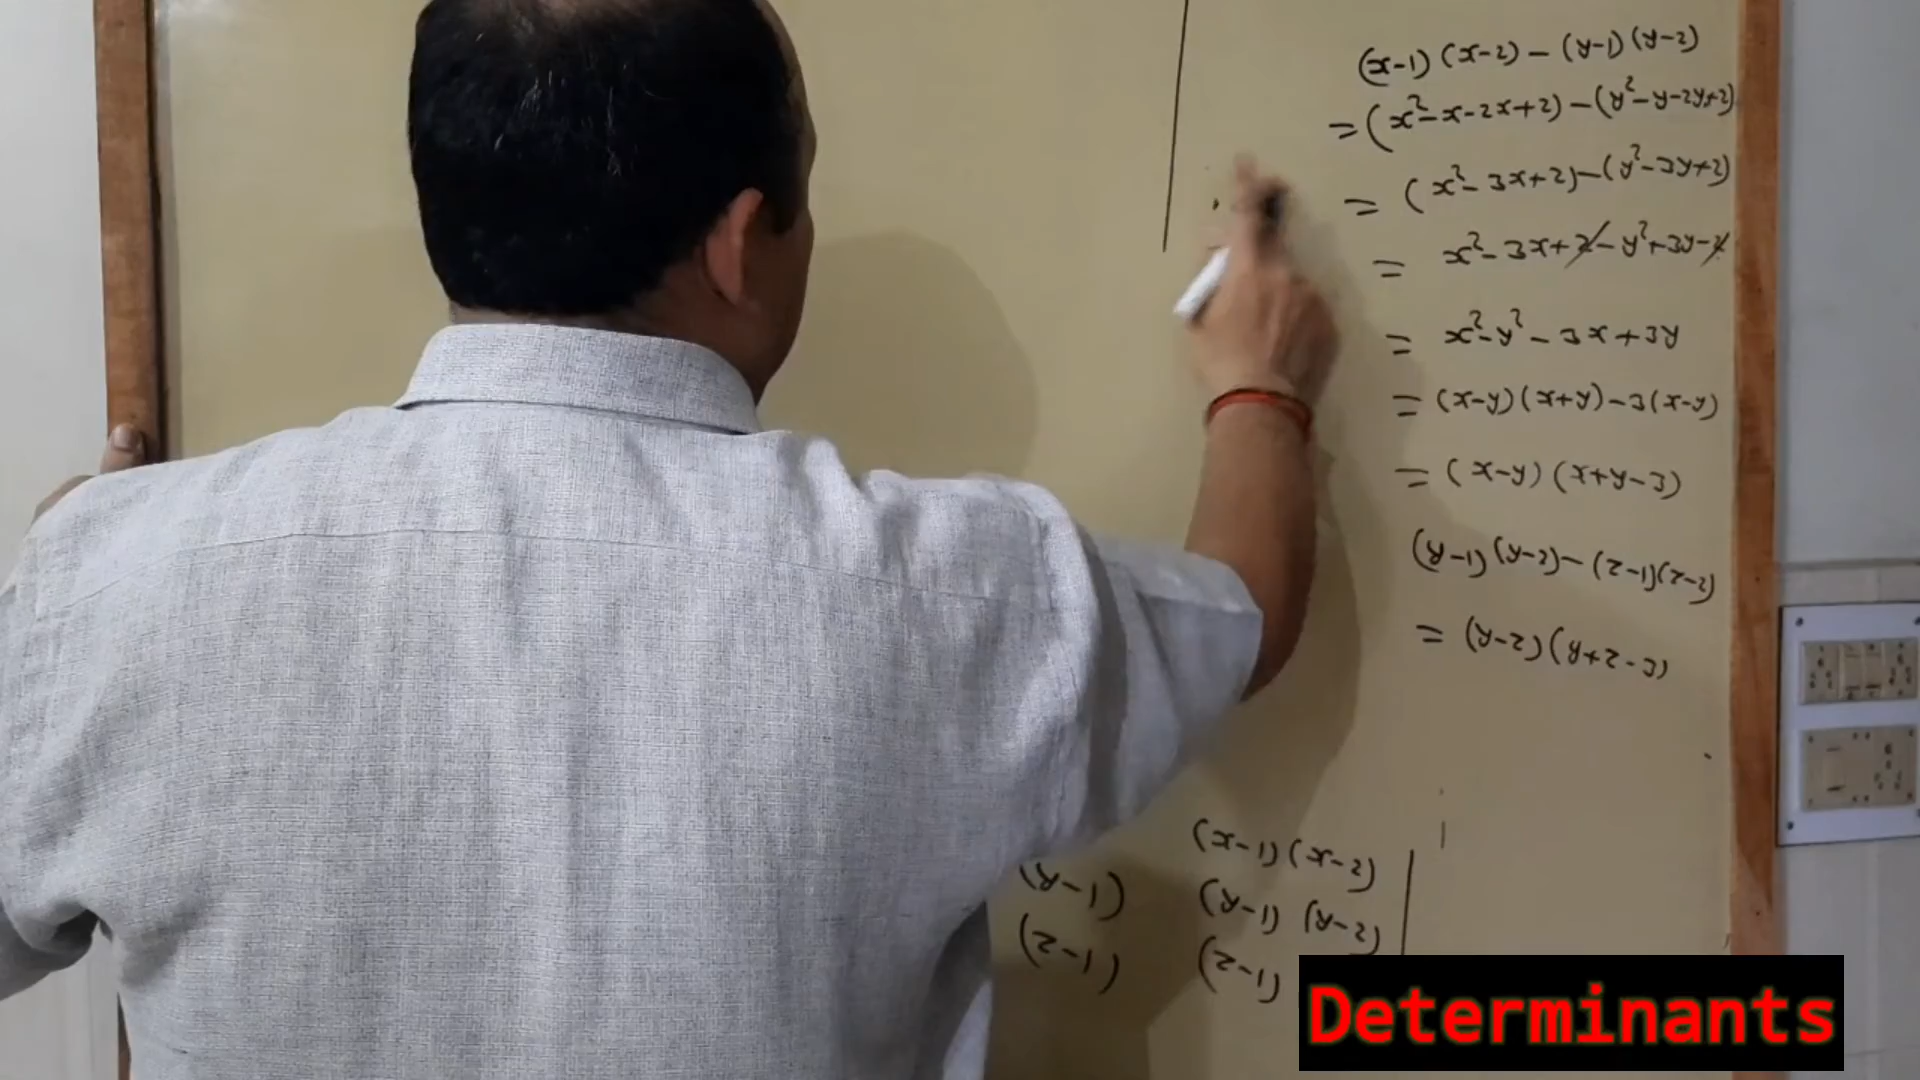 (x-1) (x-2) - (y-1) (y-2)
= (x²-x-2x+2) - (y²-y-2y+2)
= (x²-3x+2) - (y²-3y+2)
= x²-3x+2-y²+3y-2
= x²-y²-3x+3y
= (x-y) (x+y) -3(x-y)
= (x-y) (x+y-3)
(y-1) (y-2) - (z-1)(z-2)
= (y-z) (y+z-3)
(x-1) (x-2)
(y-1) (y-1) (y-2)
(z-1) (z-1)
Determinants